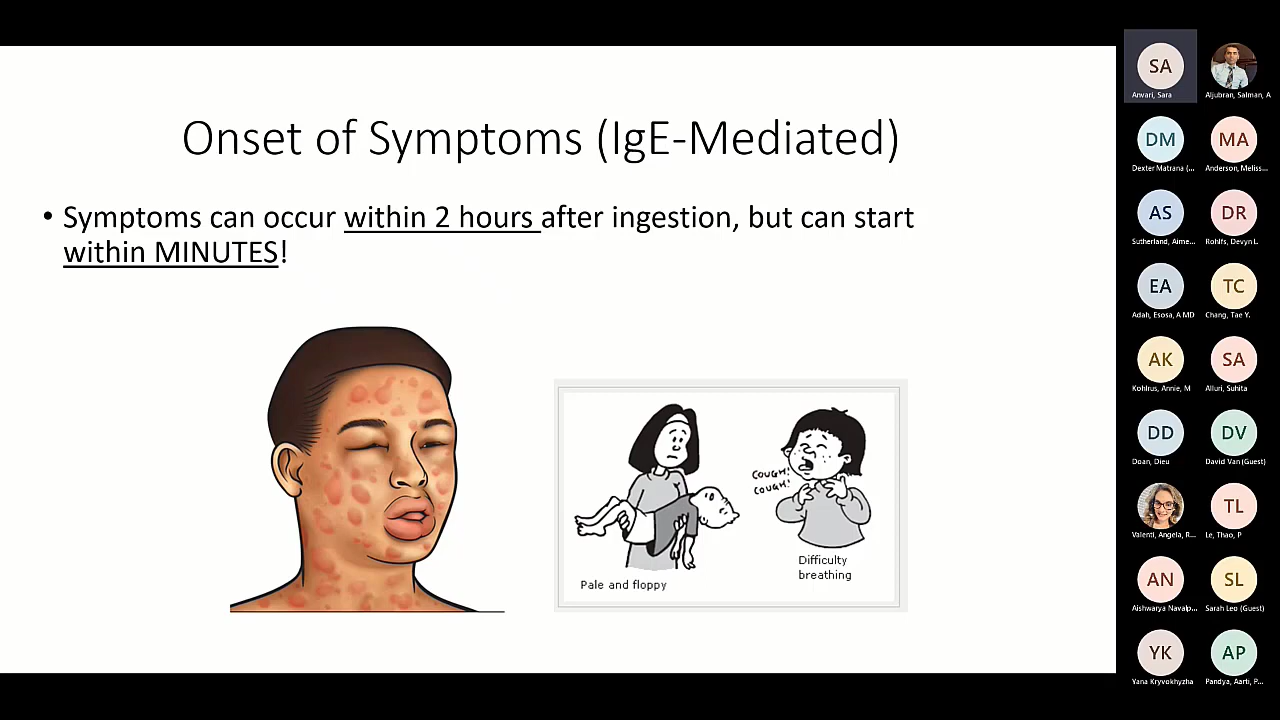 Onset of Symptoms (IgE-Mediated)
• Symptoms can occur within 2 hours after ingestion, but can start
within MINUTES!
COUGH!
COUGH!
Pale and floppy
Difficulty
breathing
SA
Anvari, Sara
Aljubran, Salman, A
DM
Dexter Matrana (...
MA
Anderson, Meliss...
AS
Sutherland, Aime...
DR
Rohlfs, Devyn L.
EA
Adah, Esosa, A MD
TC
Chang, Tae Y.
AK
Kohlrus, Annie, M
SA
Alluri, Suhita
DD
Doan, Dieu
DV
David Van (Guest)
Valenti, Angela, R...
TL
Le, Thao, P
AN
Aishwarya Navalp...
SL
Sarah Leo (Guest)
YK
Yana Kryvokhyzha
AP
Pandya, Aarti, P...